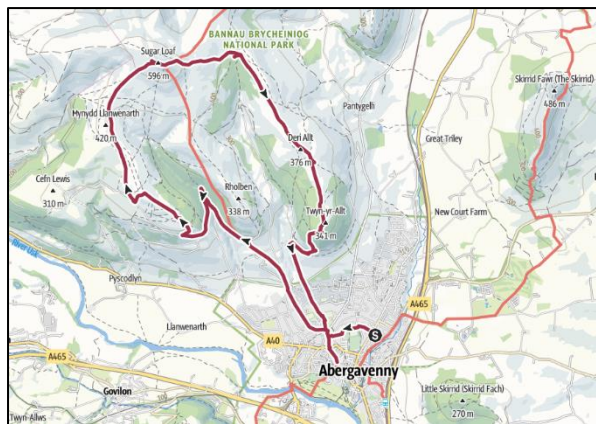 BANNAU BRYCHEINIOG
NATIONAL PARK
Sugar Loaf
596 m
Skirrid Fawr (The Skirrid)
486 m
Pantygelli
Mynydd Llanwenarth
420 m
Deri Allt
376 m
Great Triley
Cefn Lewis
310 m
Rholben
338 m
Twyn-yr-Allt
341 m
New Court Farm
River Usk
Pyscodlyn
A465
Llanwenarth
A40
S
A465
Abergavenny
Govilon
Little Skirrid (Skirrid Fach)
270 m
Twyn-Allws